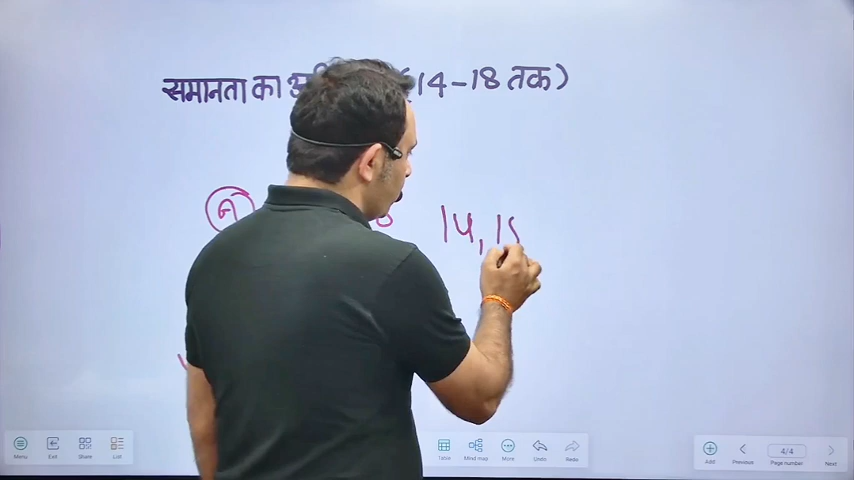 समानता का 14-18 तक)
न 14, 15
Menu Exit Share List Table Mind map More Undo Redo Add Previous 4/4 Page number Next